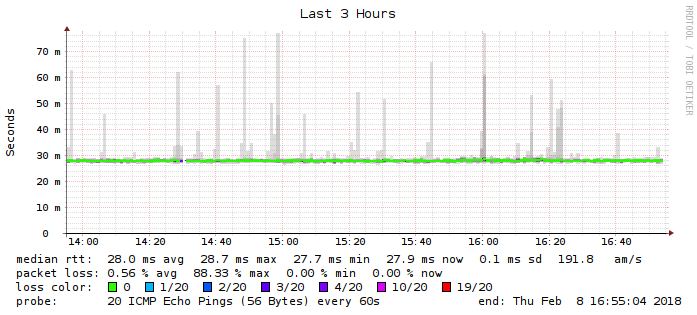 Last 3 Hours
RRDTOOL / TOBI OETIKER
Seconds
70 m
60 m
50 m
40 m
30 m
20 m
10 m
0
14:00 14:20 14:40 15:00 15:20 15:40 16:00 16:20 16:40
median rtt: 28.0 ms avg 28.7 ms max 27.7 ms min 27.9 ms now 0.1 ms sd 191.8 am/s
packet loss: 0.56 % avg 88.33 % max 0.00 % min 0.00 % now
loss color: 0 1/20 2/20 3/20 4/20 10/20 19/20
probe: 20 ICMP Echo Pings (56 Bytes) every 60s end: Thu Feb 8 16:55:04 2018